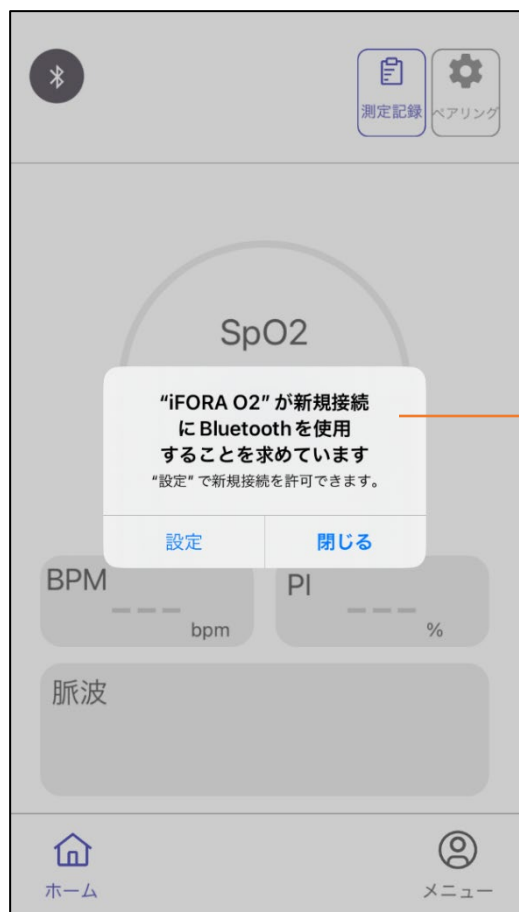 測定記録
ペアリング
SpO2
“iFORA O2” が新規接続
に Bluetooth を使用
することを求めています
“設定” で新規接続を許可できます。
設定
閉じる
BPM
PI
--- bpm
--- %
脈波
ホーム
メニュー